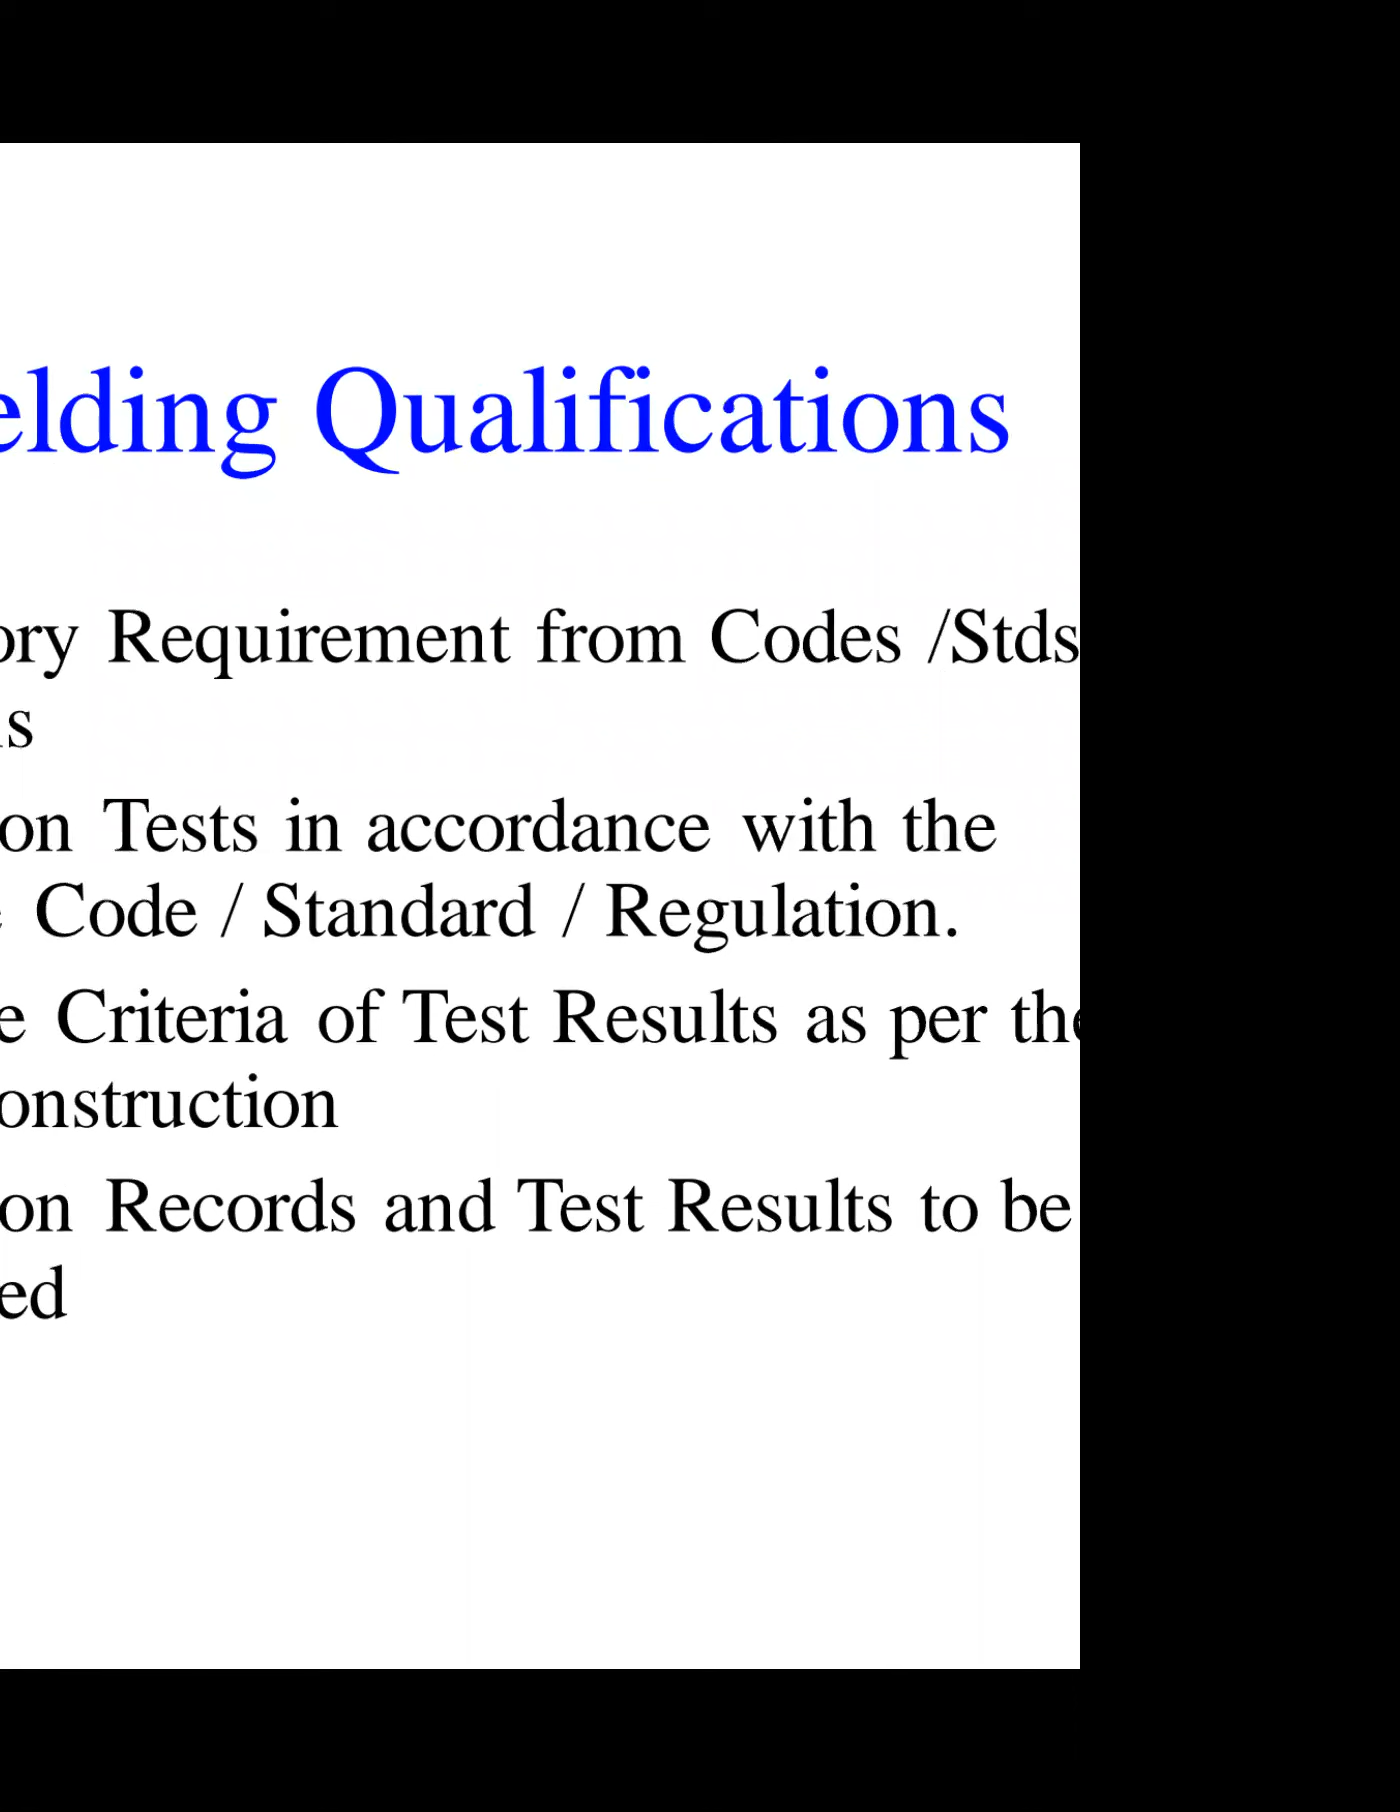 elding Qualifications
ory Requirement from Codes /Stds
s
on Tests in accordance with the
e Code / Standard / Regulation.
e Criteria of Test Results as per the
onstruction
on Records and Test Results to be
ed